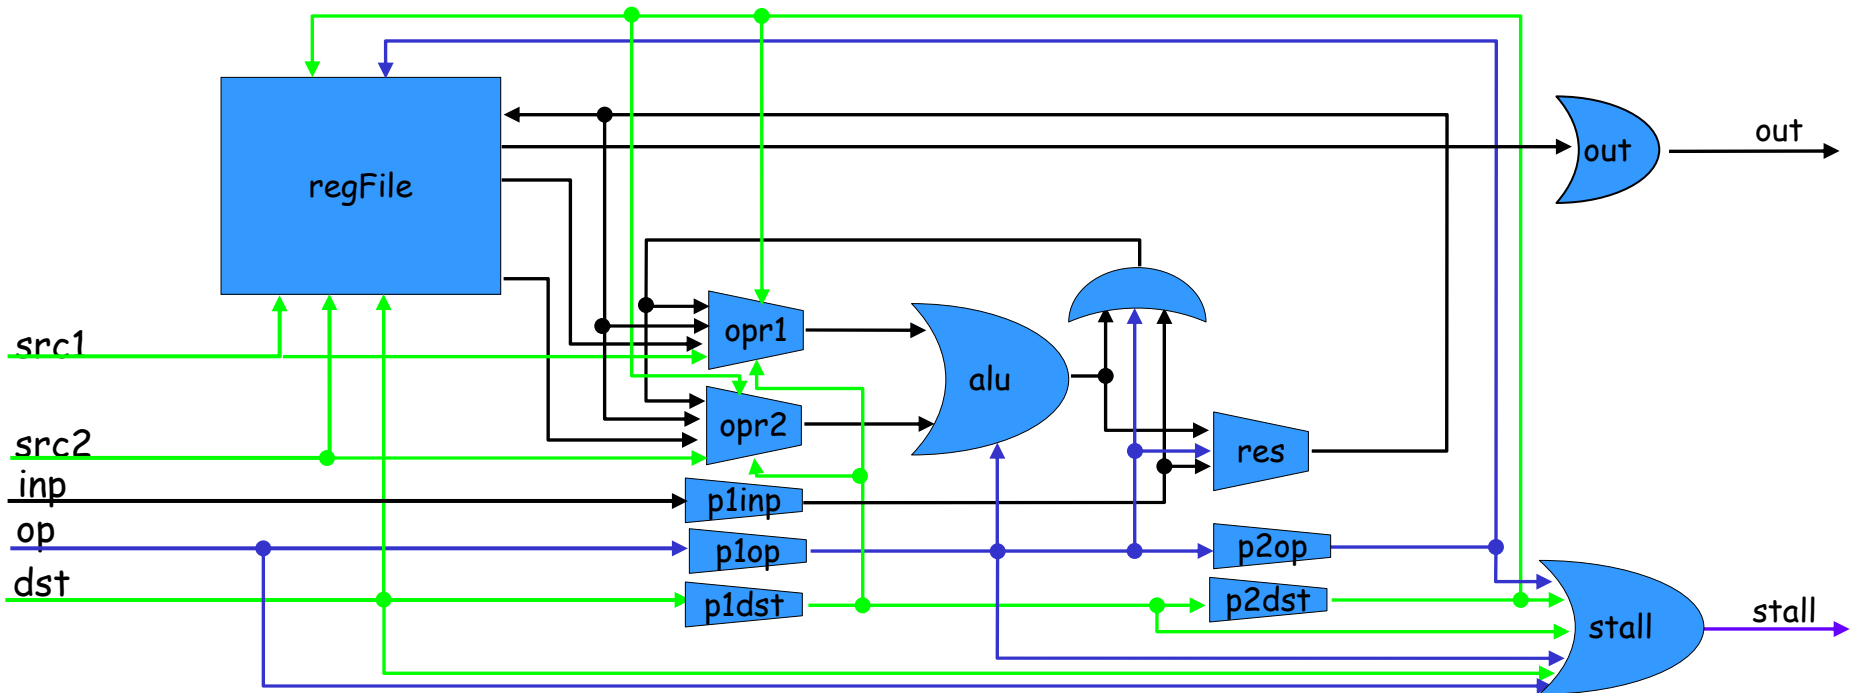 out
out
regFile
opr1
src1
alu
opr2
src2
res
inp
p1inp
op
p1op
p2op
dst
p1dst
p2dst
stall
stall